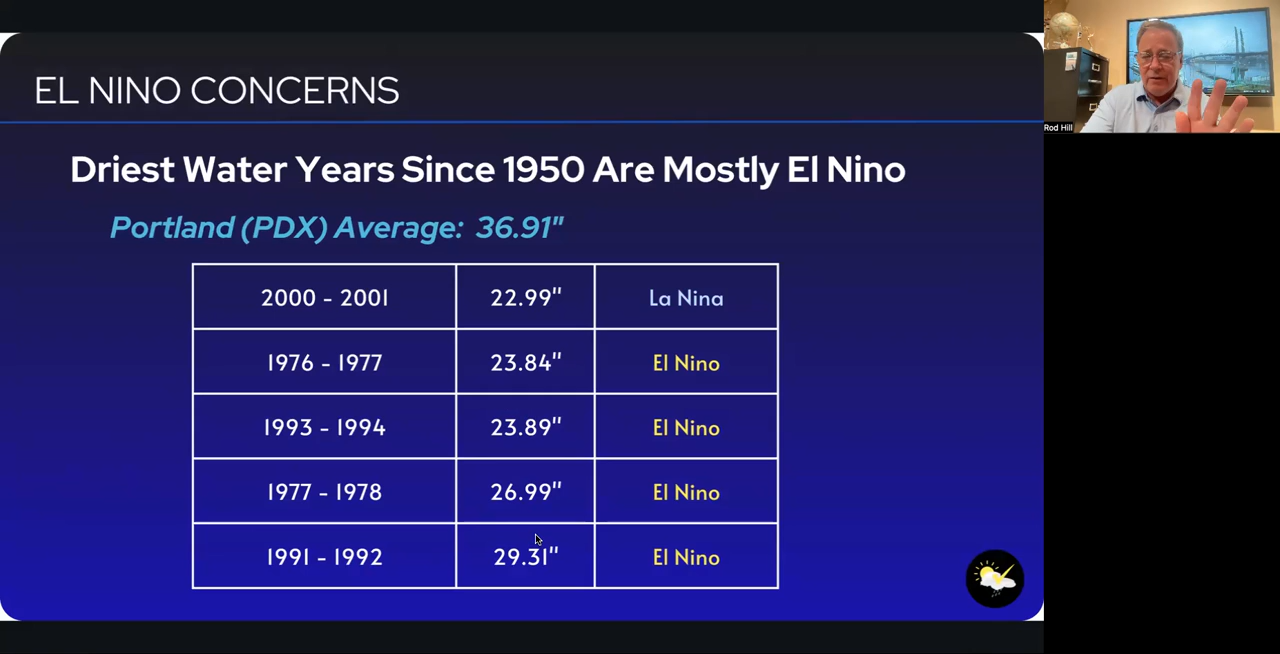 EL NINO CONCERNS
Driest Water Years Since 1950 Are Mostly El Nino
Portland (PDX) Average: 36.91"
2000 - 2001 22.99" La Nina
1976 - 1977 23.84" El Nino
1993 - 1994 23.89" El Nino
1977 - 1978 26.99" El Nino
1991 - 1992 29.31" El Nino
Rod Hill